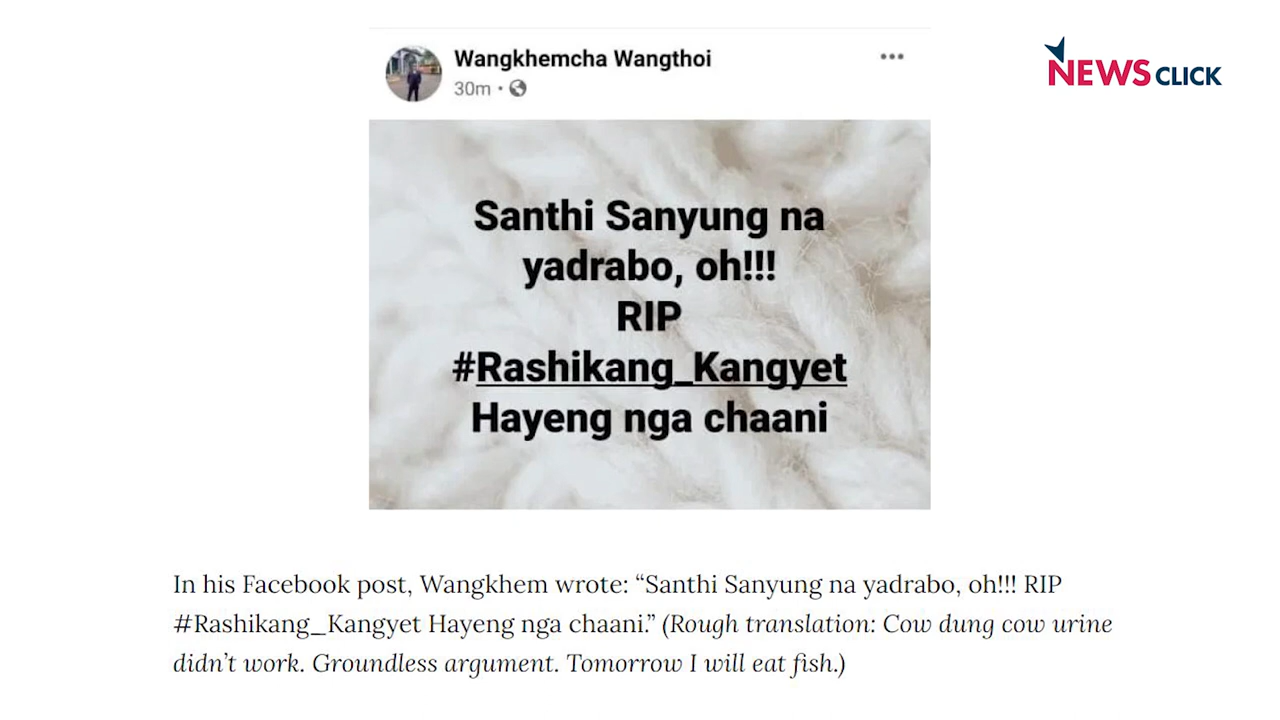 Wangkhemcha Wangthoi
30m
NEWS CLICK
Santhi Sanyung na
yadrabo, oh!!!
RIP
#Rashikang_Kangyet
Hayeng nga chaani
In his Facebook post, Wangkhem wrote: “Santhi Sanyung na yadrabo, oh!!! RIP
#Rashikang_Kangyet Hayeng nga chaani.” (Rough translation: Cow dung cow urine
didn’t work. Groundless argument. Tomorrow I will eat fish.)